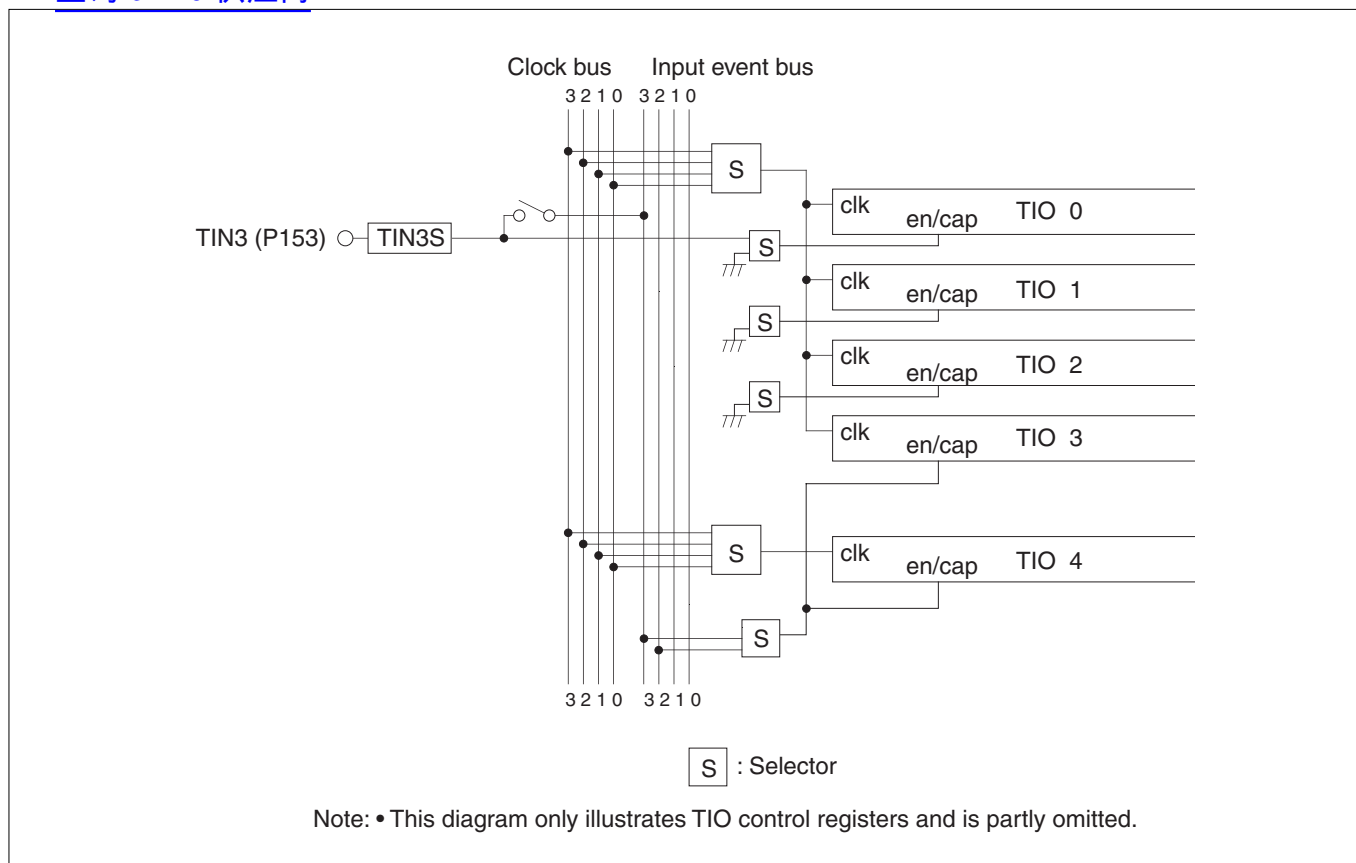 Clock bus Input event bus
3 2 1 0 3 2 1 0
S
clk
en/cap
TIO 0
TIN3 (P153)
TIN3S
S
clk
en/cap
TIO 1
S
clk
en/cap
TIO 2
S
clk
en/cap
TIO 3
S
clk
en/cap
TIO 4
S
3 2 1 0 3 2 1 0
S : Selector
Note: • This diagram only illustrates TIO control registers and is partly omitted.